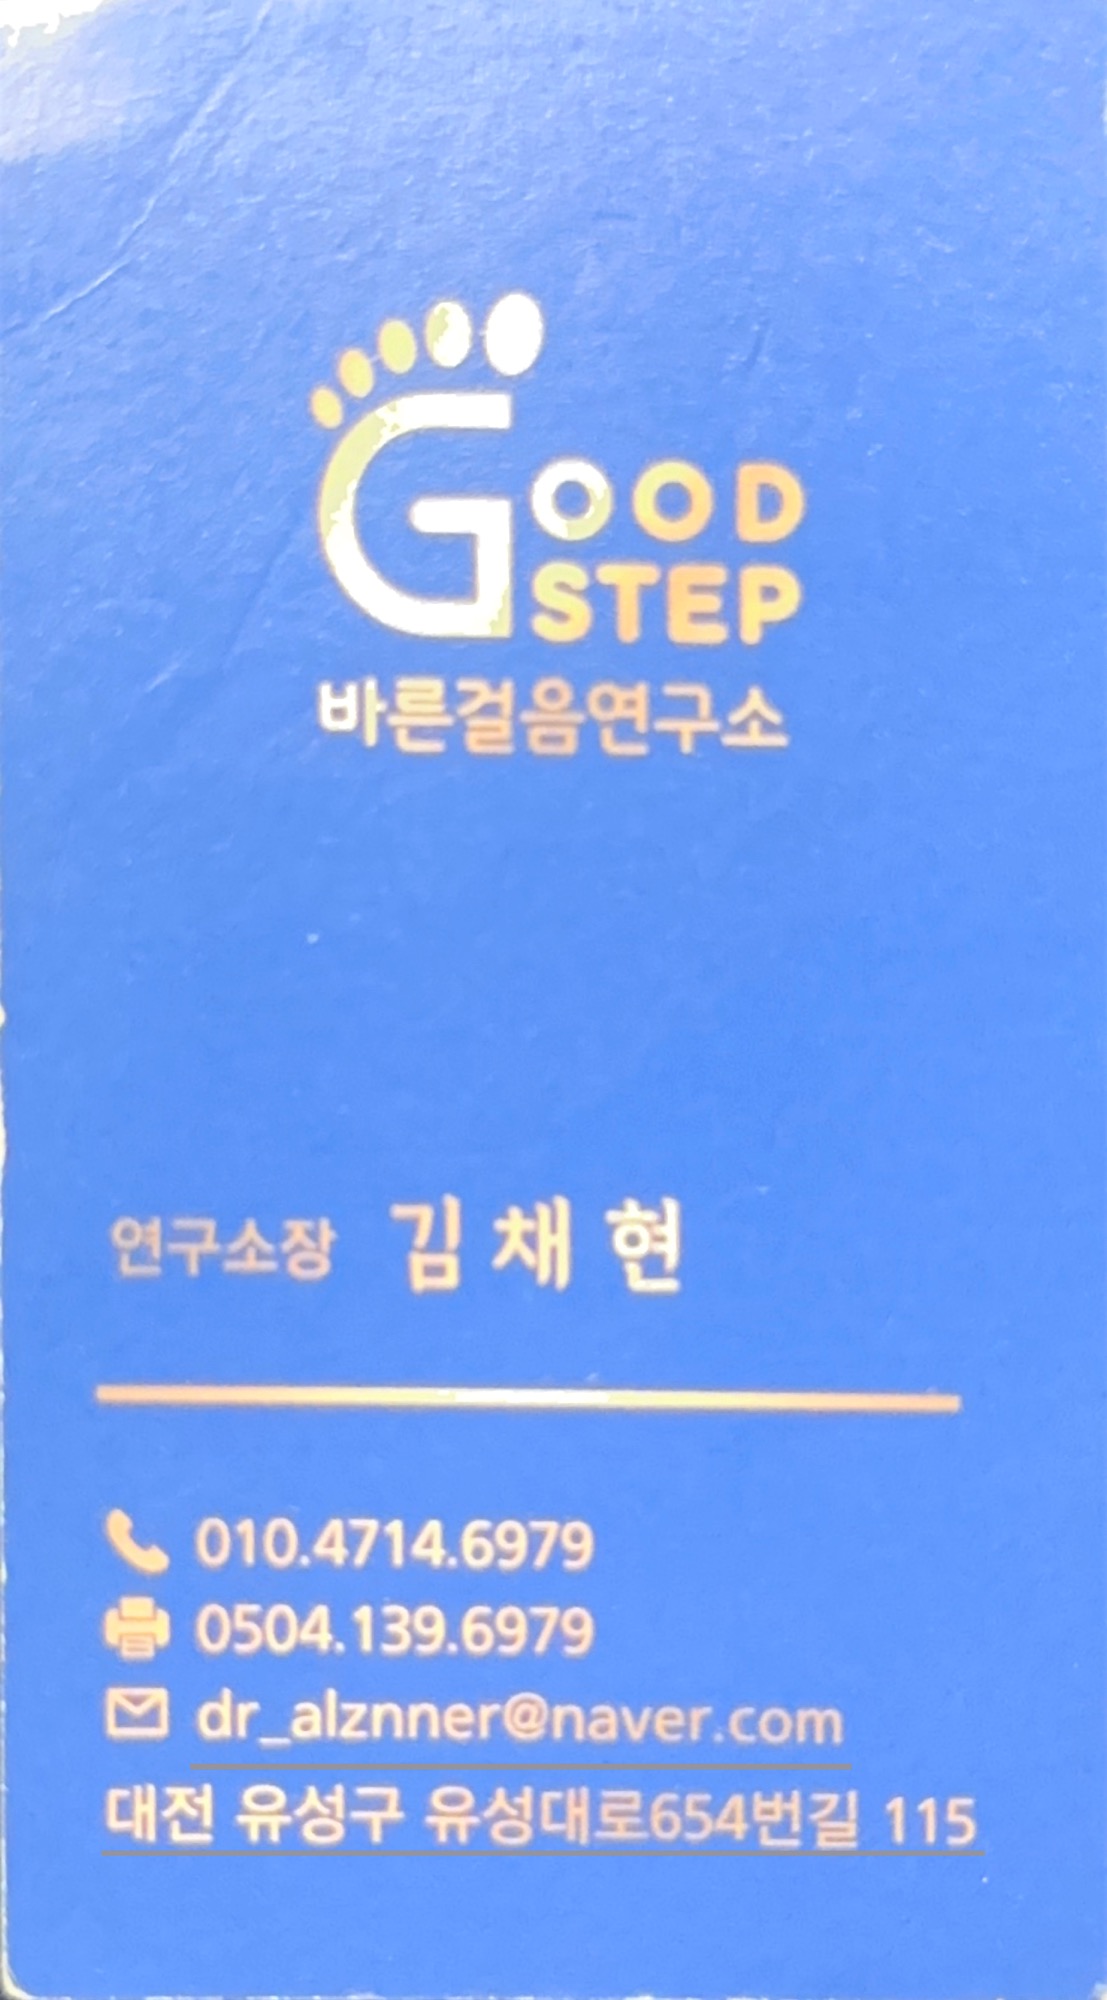 GOOD
STEP
바른걸음연구소
연구소장 김채현
010.4714.6979
0504.139.6979
dr_alznner@naver.com
대전 유성구 유성대로654번길 115